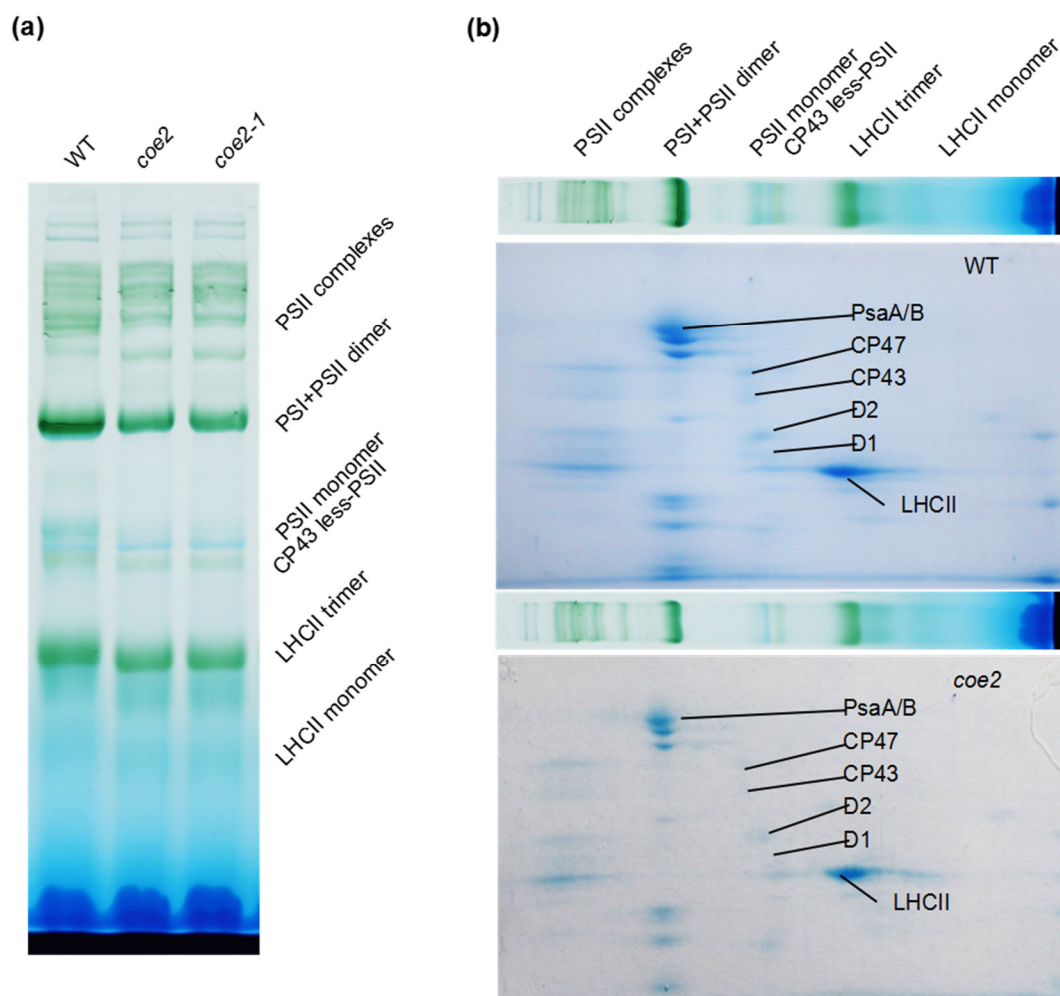 (a)
WT
coe2
coe2-1
PSII complexes
PSI+PSII dimer
PSII monomer
CP43 less-PSII
LHCII trimer
LHCII monomer
(b)
PSII complexes
PSI+PSII dimer
PSII monomer
CP43 less-PSII
LHCII trimer
LHCII monomer
WT
PsaA/B
CP47
CP43
D2
D1
LHCII
coe2
PsaA/B
CP47
CP43
D2
D1
LHCII